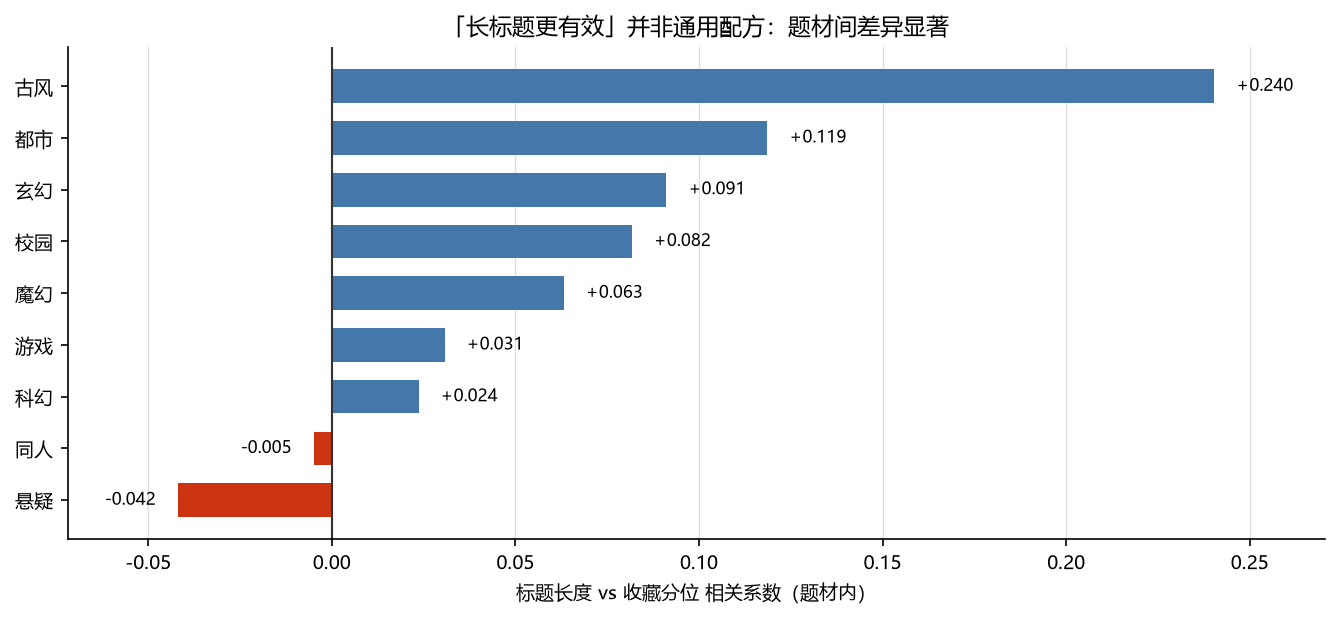 「长标题更有效」并非通用配方：题材间差异显著
古风 +0.240
都市 +0.119
玄幻 +0.091
校园 +0.082
魔幻 +0.063
游戏 +0.031
科幻 +0.024
同人 -0.005
悬疑 -0.042
-0.05 0.00 0.05 0.10 0.15 0.20 0.25
标题长度 vs 收藏分位 相关系数（题材内）